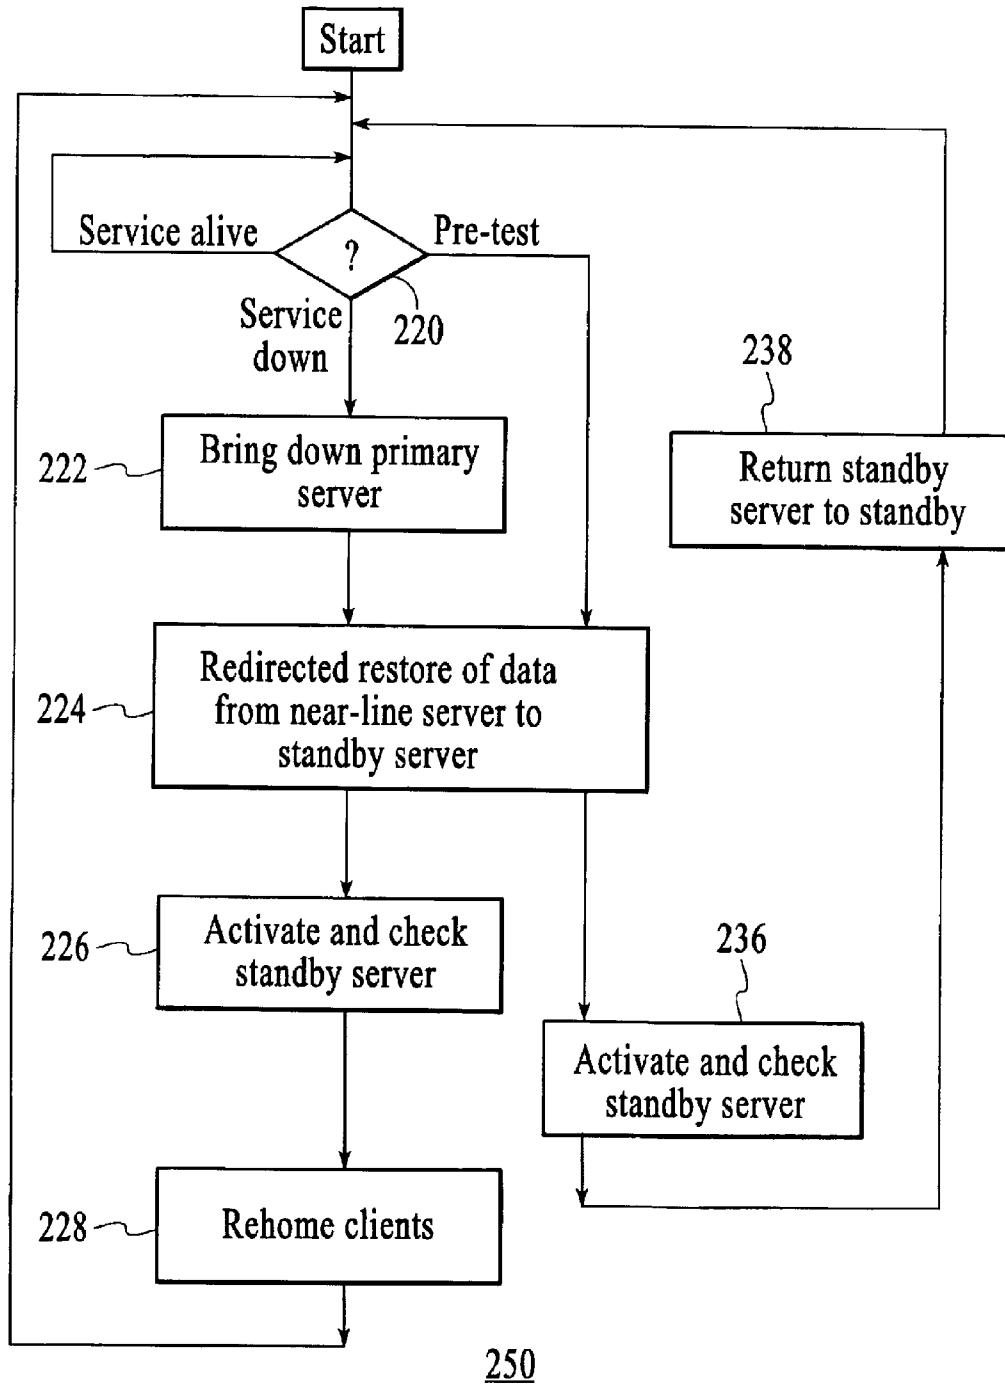 Start
Service alive
?
Pre-test
Service
down
220
238
222
Bring down primary
server
Return standby
server to standby
224
Redirected restore of data
from near-line server to
standby server
226
Activate and check
standby server
236
Activate and check
standby server
228
Rehome clients
250